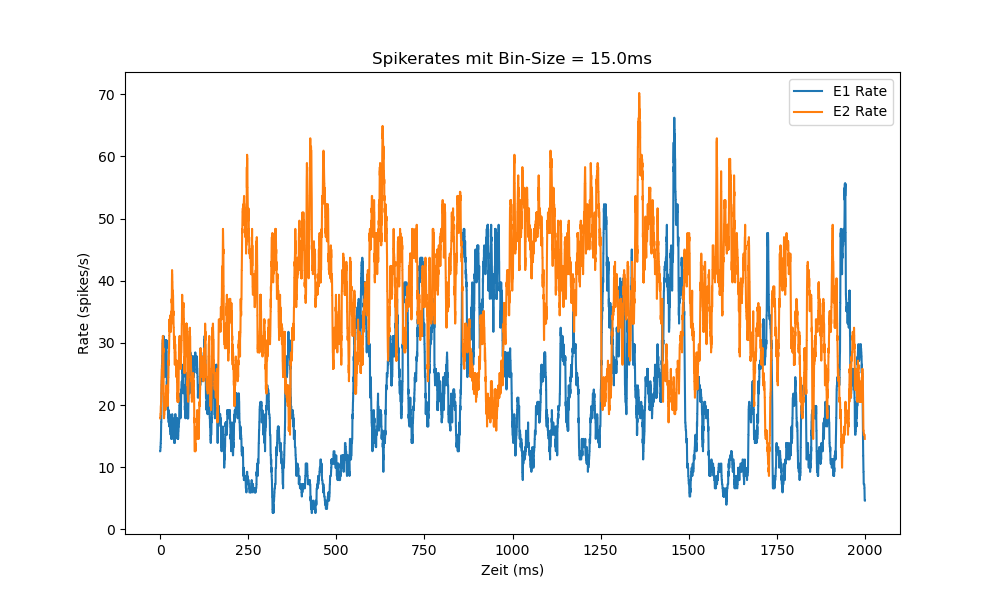 Spikerates mit Bin-Size = 15.0ms
E1 Rate
E2 Rate
70
60
50
40
30
20
10
0
Rate (spikes/s)
0 250 500 750 1000 1250 1500 1750 2000
Zeit (ms)